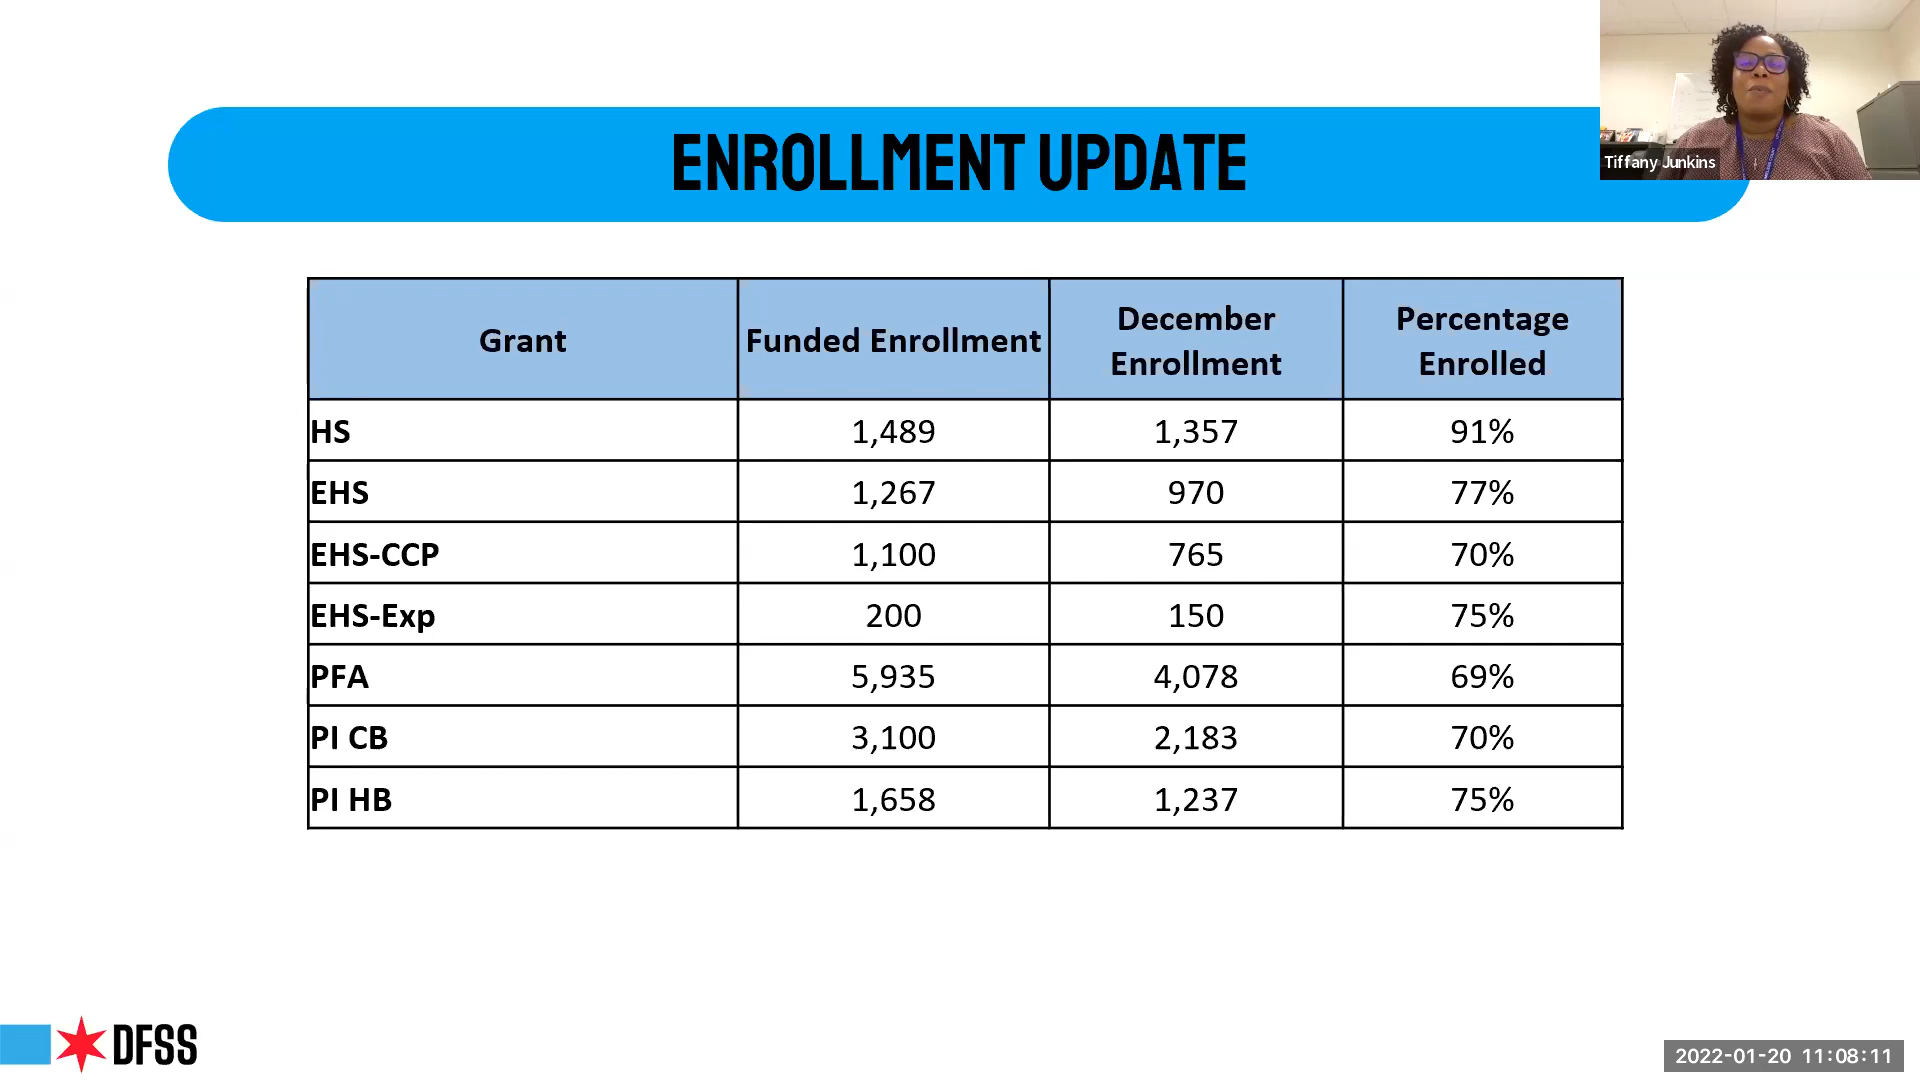 ENROLLMENT UPDATE
Tiffany Junkins
Grant Funded Enrollment December Enrollment Percentage Enrolled
HS 1,489 1,357 91%
EHS 1,267 970 77%
EHS-CCP 1,100 765 70%
EHS-Exp 200 150 75%
PFA 5,935 4,078 69%
PI CB 3,100 2,183 70%
PI HB 1,658 1,237 75%
DFSS
2022-01-20 11:08:11